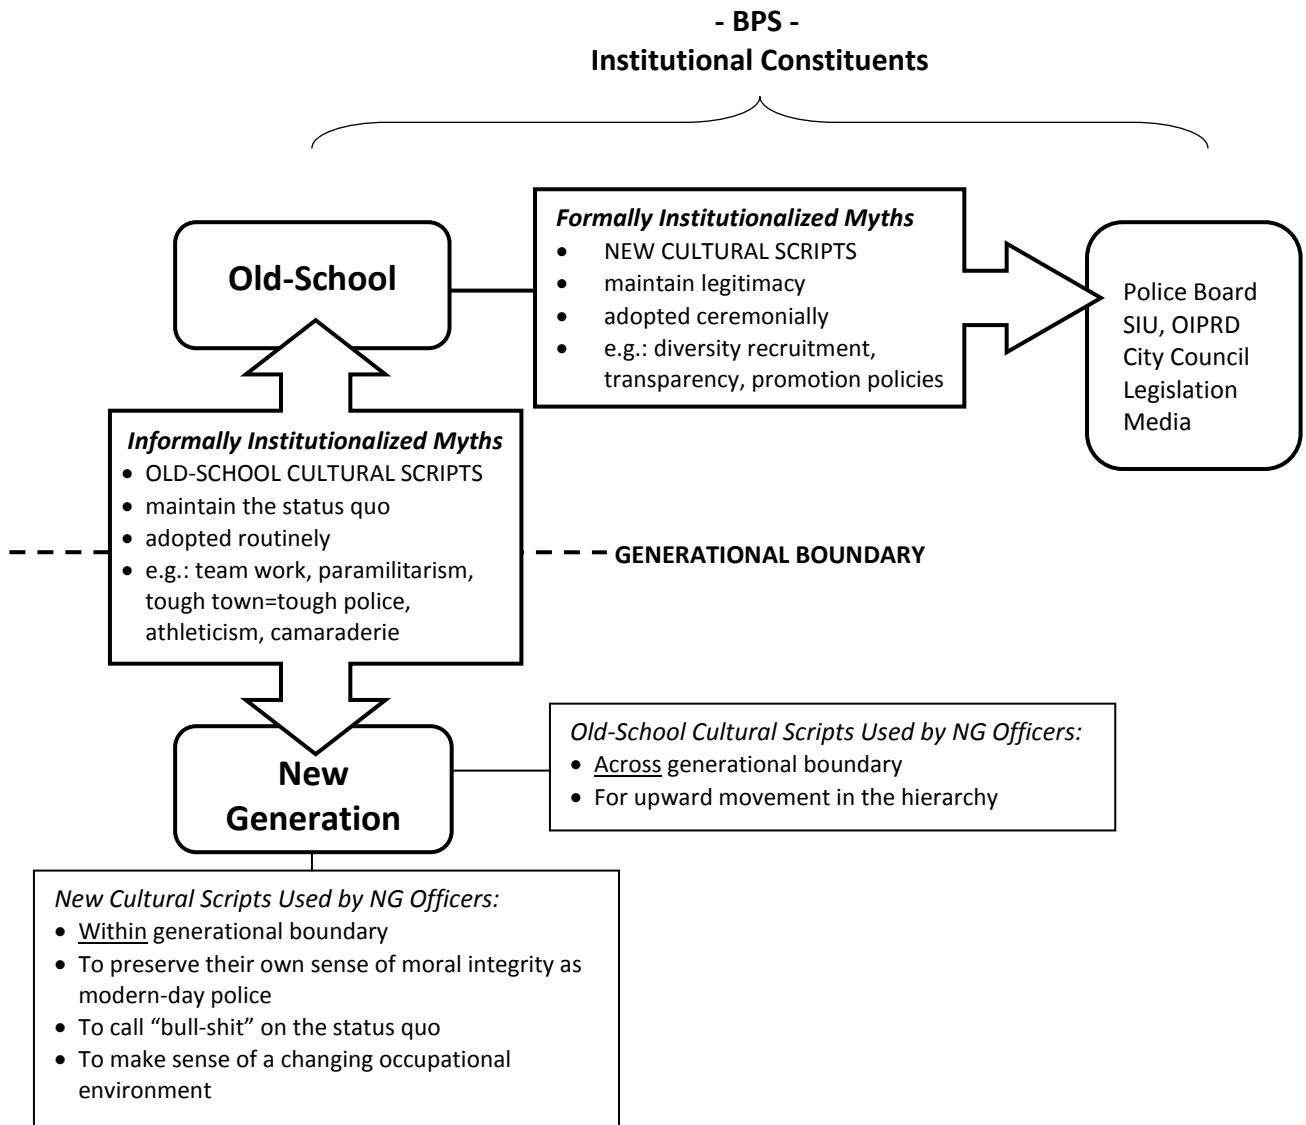 - BPS -
Institutional Constituents
Old-School
Formally Institutionalized Myths
• NEW CULTURAL SCRIPTS
• maintain legitimacy
• adopted ceremonially
• e.g.: diversity recruitment,
transparency, promotion policies
Police Board
SIU, OIPRD
City Council
Legislation
Media
Informally Institutionalized Myths
• OLD-SCHOOL CULTURAL SCRIPTS
• maintain the status quo
• adopted routinely
• e.g.: team work, paramilitarism,
tough town=tough police,
athleticism, camaraderie
GENERATIONAL BOUNDARY
New
Generation
Old-School Cultural Scripts Used by NG Officers:
• Across generational boundary
• For upward movement in the hierarchy
New Cultural Scripts Used by NG Officers:
• Within generational boundary
• To preserve their own sense of moral integrity as
modern-day police
• To call “bull-shit” on the status quo
• To make sense of a changing occupational
environment